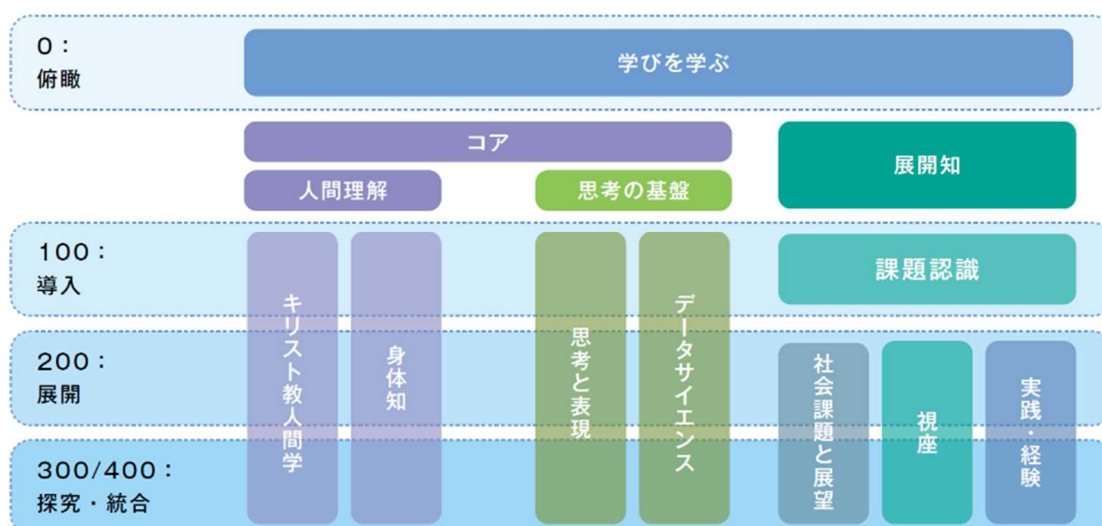 0：
俯瞰
学びを学ぶ
コア
展開知
人間理解
思考の基盤
100：
導入
課題認識
キリスト教人間学
身体知
思考と表現
データサイエンス
200：
展開
社会課題と展望
視座
実践・経験
300/400：
探究・統合